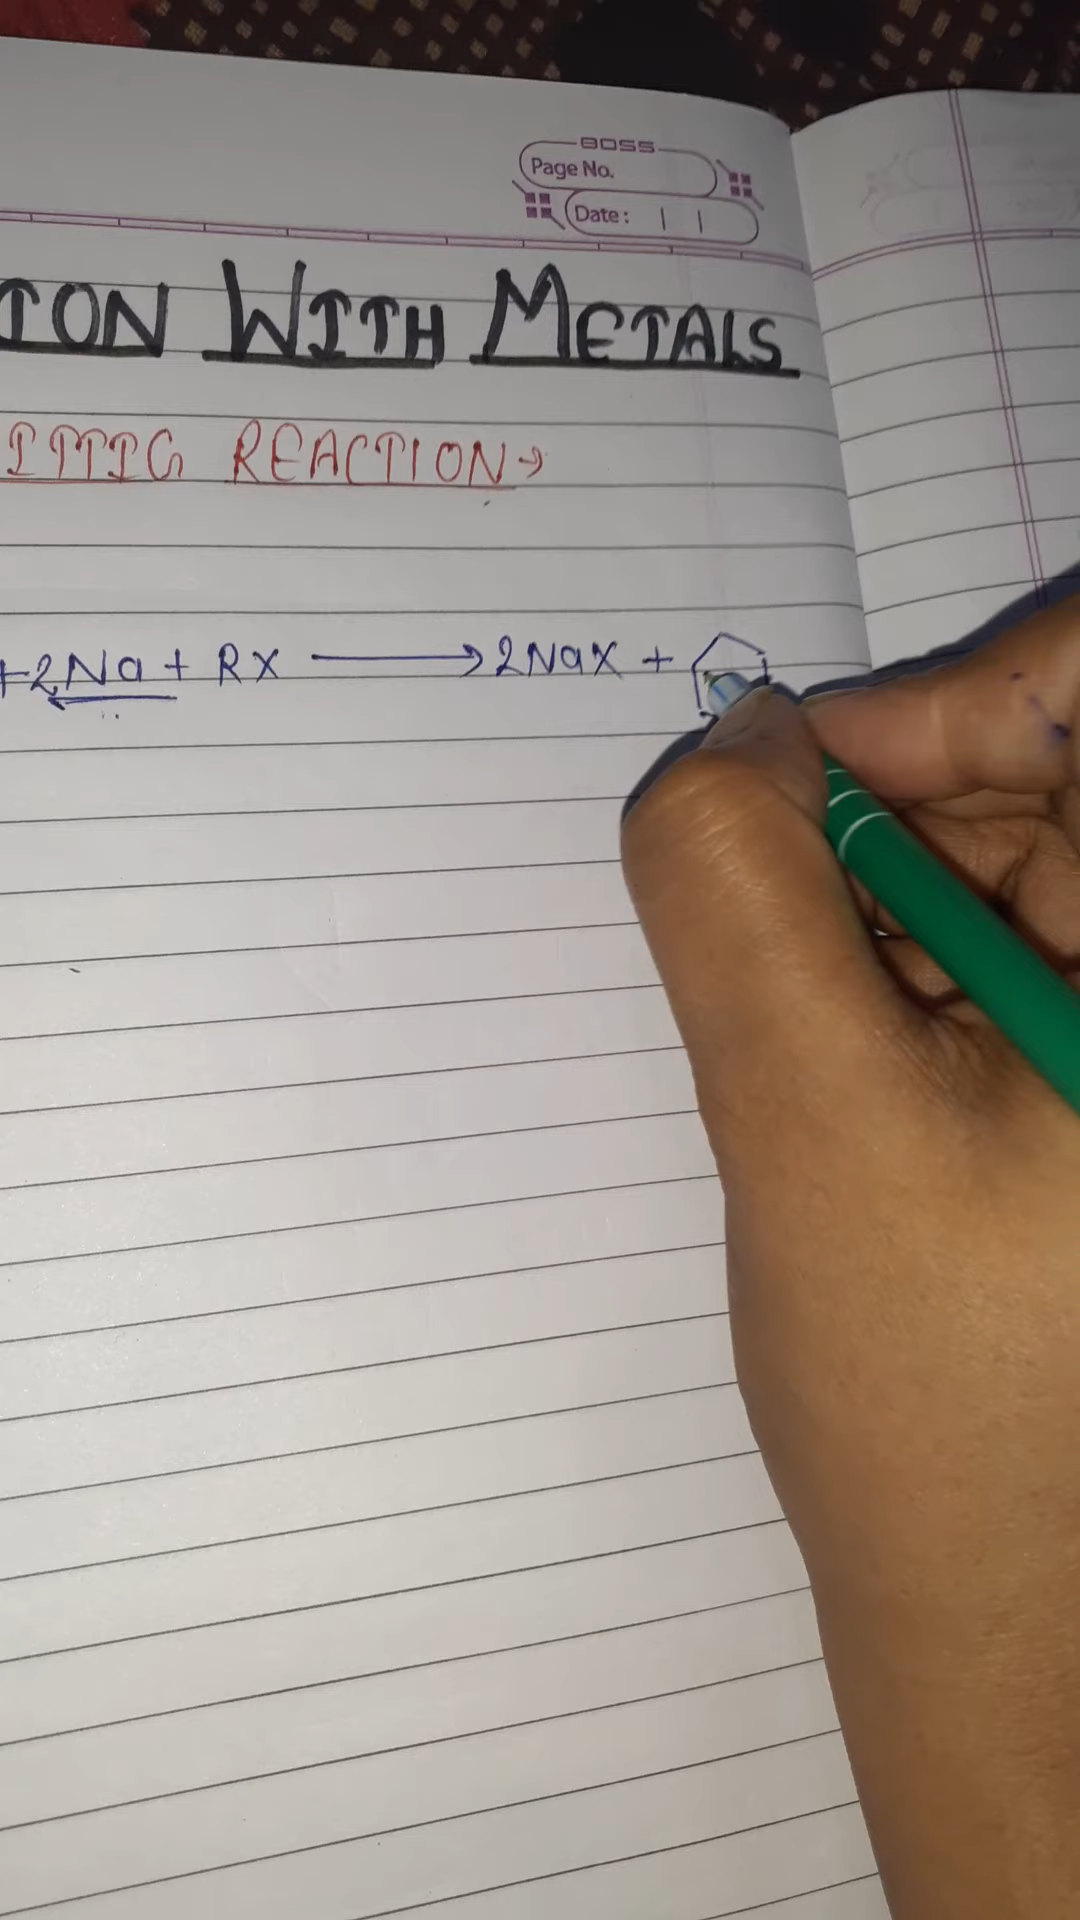 BOSS
Page No.
Date :
ION WITH METALS
ITTIG REACTION →
+2Na + RX ⟶ 2NaX +